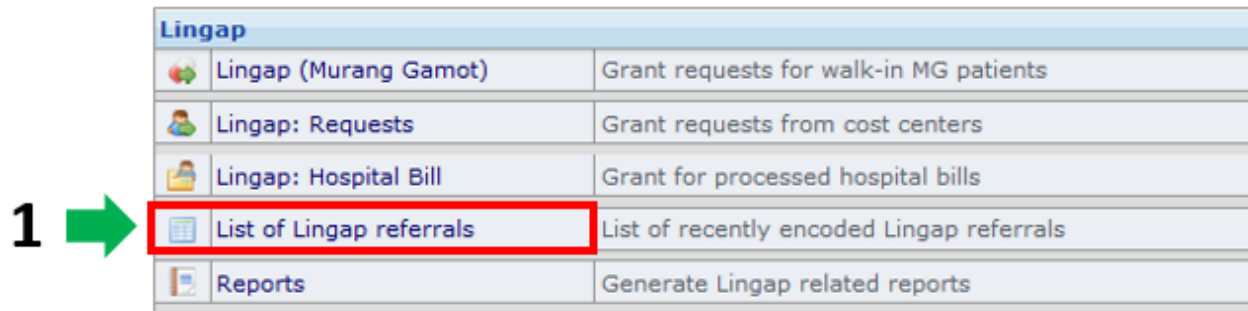 Lingap
Lingap (Murang Gamot) Grant requests for walk-in MG patients
Lingap: Requests Grant requests from cost centers
Lingap: Hospital Bill Grant for processed hospital bills
1 List of Lingap referrals List of recently encoded Lingap referrals
Reports Generate Lingap related reports